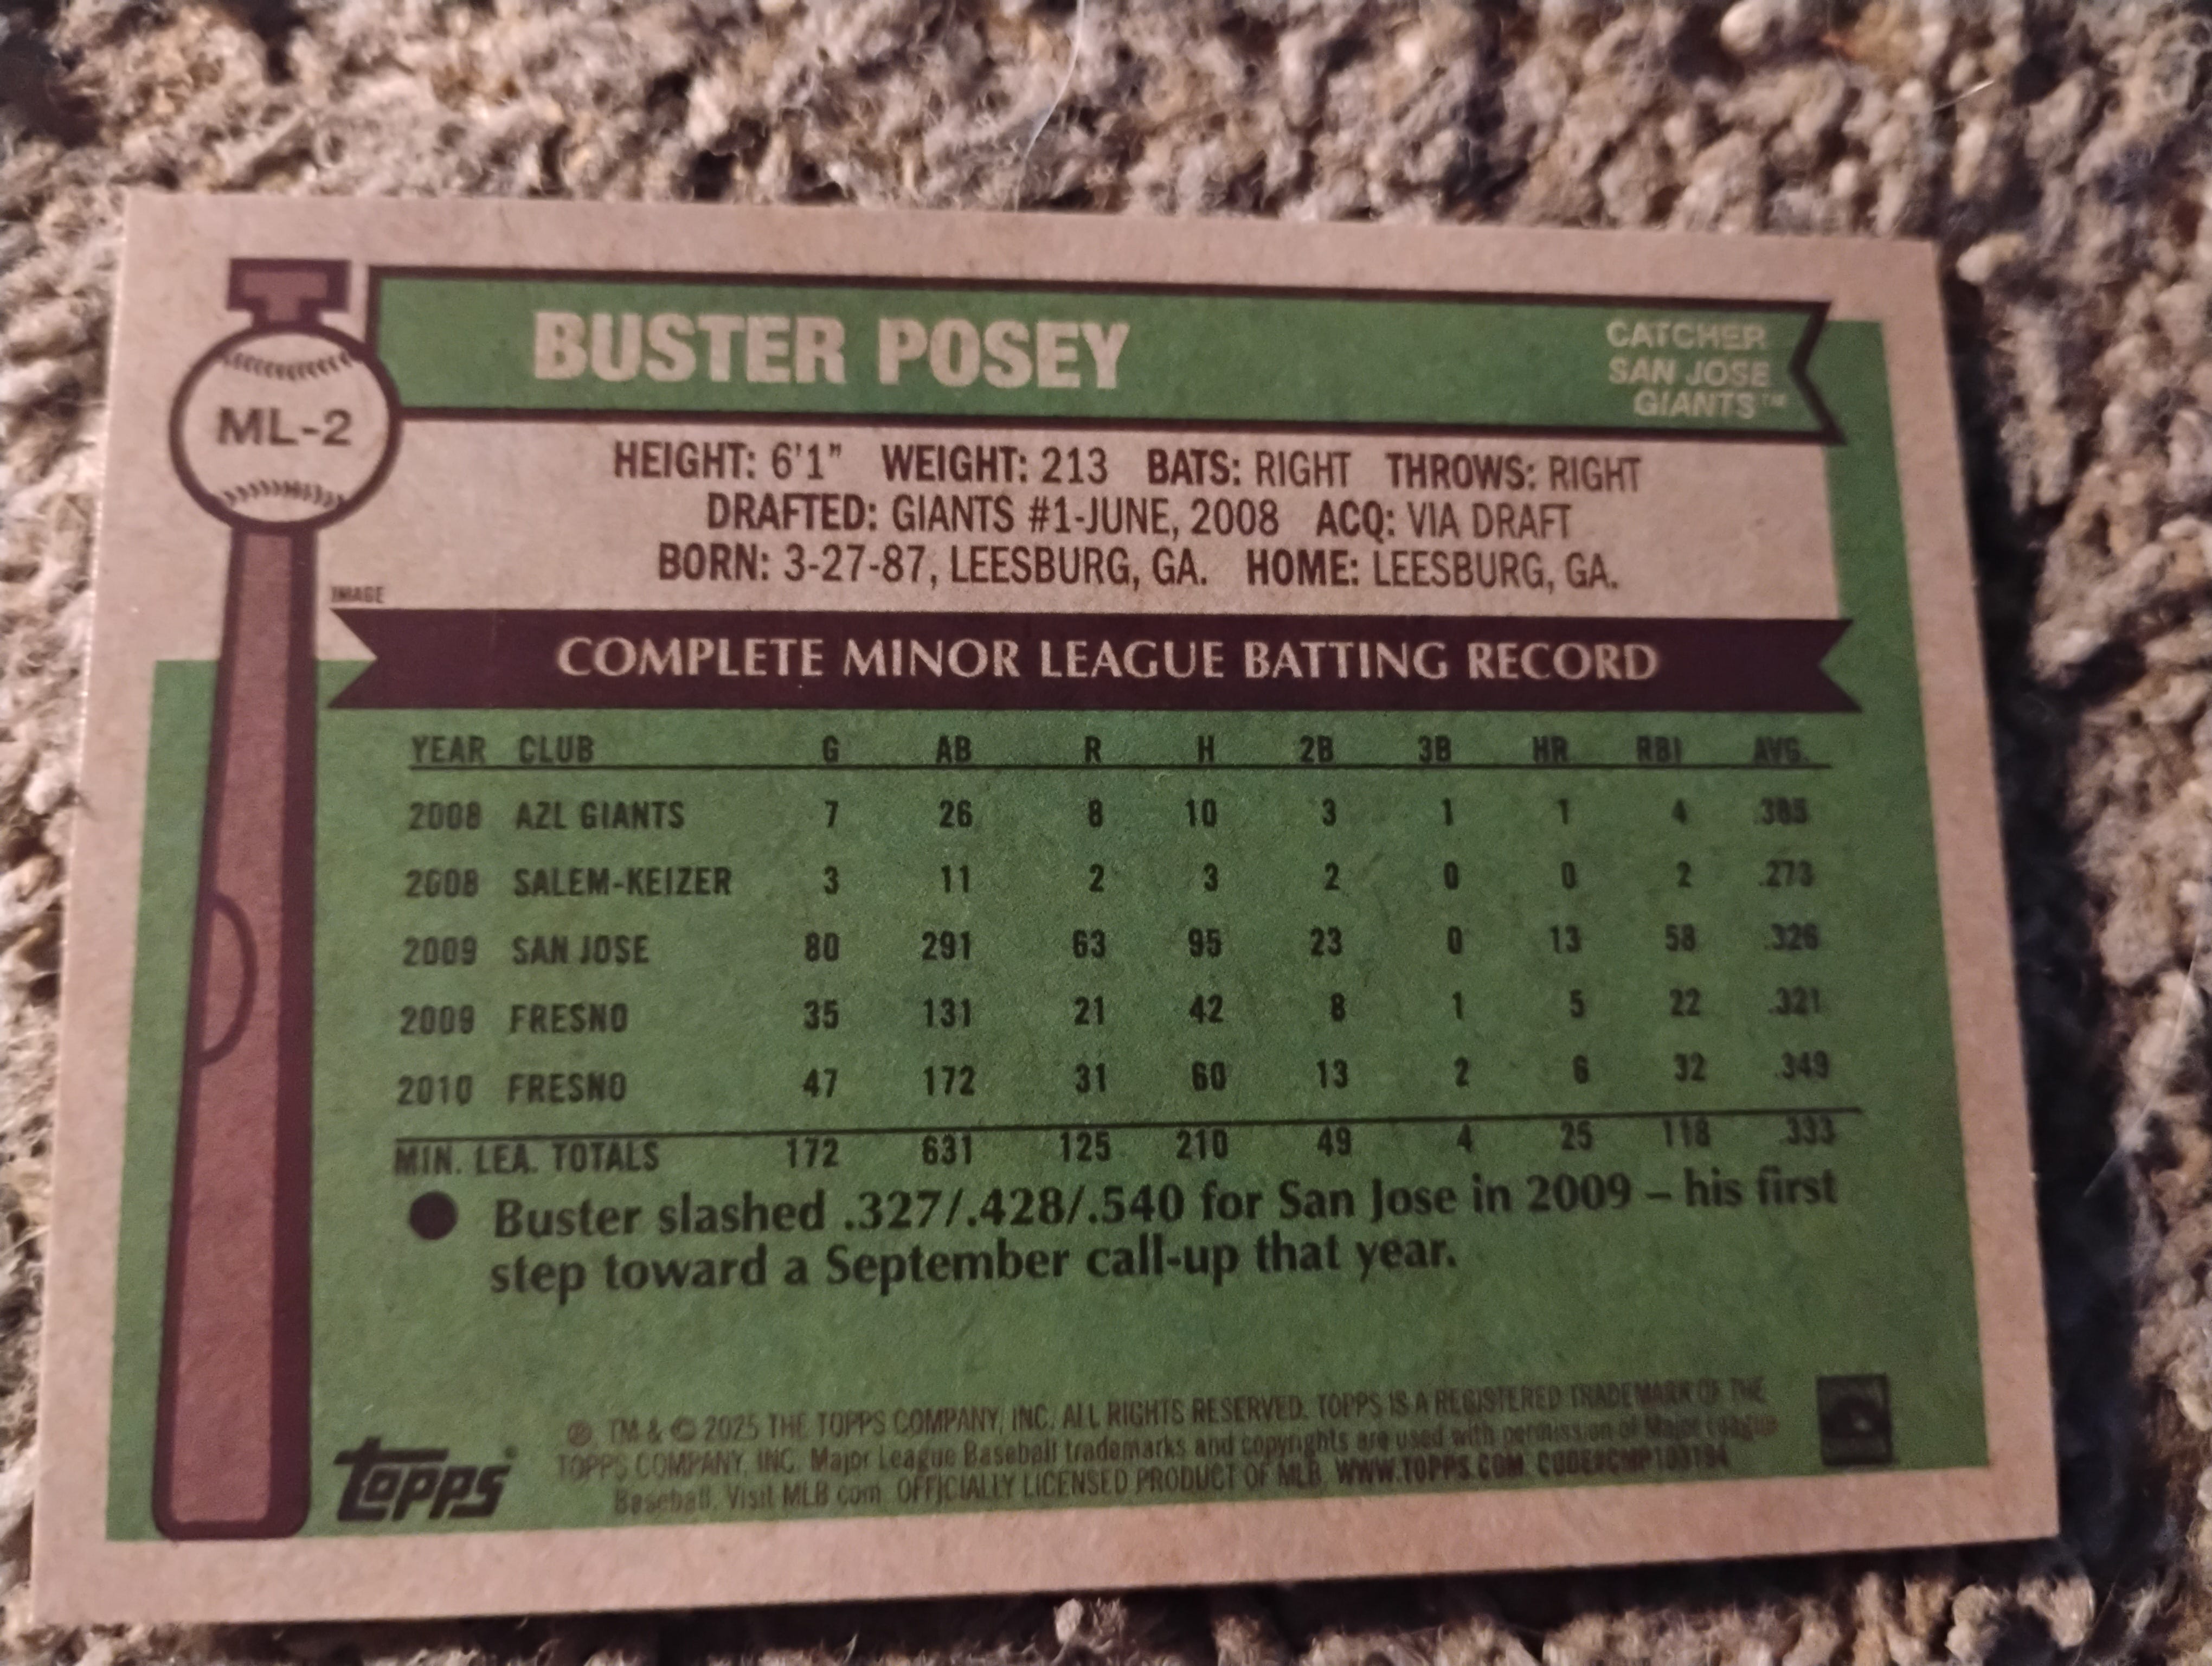 BUSTER POSEY
CATCHER
SAN JOSE
GIANTS™
ML-2
HEIGHT: 6'1" WEIGHT: 213 BATS: RIGHT THROWS: RIGHT
DRAFTED: GIANTS #1-JUNE, 2008 ACQ: VIA DRAFT
BORN: 3-27-87, LEESBURG, GA. HOME: LEESBURG, GA.
IMAGE
COMPLETE MINOR LEAGUE BATTING RECORD
YEAR CLUB G AB R H 2B 3B HR RBI AVG.
2008 AZL GIANTS 7 26 8 10 3 1 1 4 .385
2008 SALEM-KEIZER 3 11 2 3 2 0 0 2 .273
2009 SAN JOSE 80 291 63 95 23 0 13 58 .326
2009 FRESNO 35 131 21 42 8 1 5 22 .321
2010 FRESNO 47 172 31 60 13 2 6 32 .349
MIN. LEA. TOTALS 172 631 125 210 49 4 25 118 .333
● Buster slashed .327/.428/.540 for San Jose in 2009 – his first
step toward a September call-up that year.
®, TM & © 2025 THE TOPPS COMPANY, INC. ALL RIGHTS RESERVED. TOPPS IS A REGISTERED TRADEMARK OF THE
TOPPS COMPANY, INC. Major League Baseball trademarks and copyrights are used with permission of Major League
Baseball. Visit MLB.com. OFFICIALLY LICENSED PRODUCT OF MLB. WWW.TOPPS.COM. CODE#CMP103194
topps®